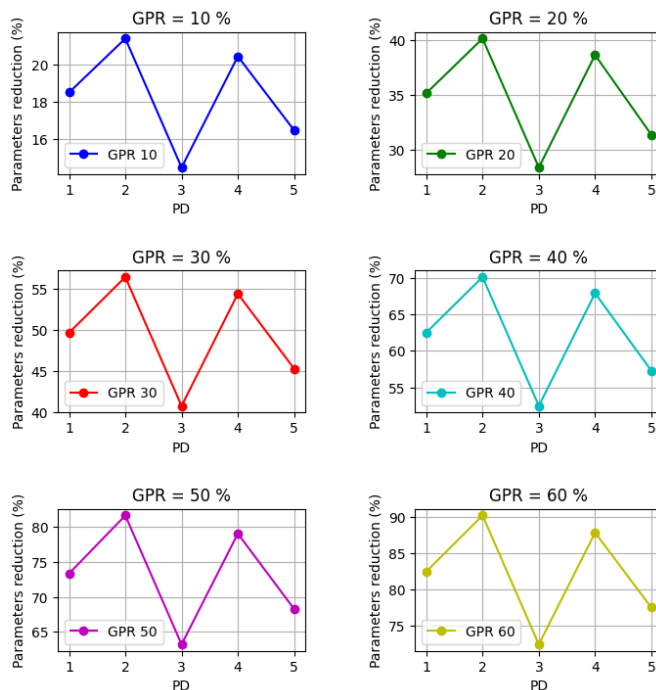 GPR = 10 %
Parameters reduction (%)
20
18
16
GPR 10
1 2 3 4 5
PD
GPR = 20 %
Parameters reduction (%)
40
35
30
GPR 20
1 2 3 4 5
PD
GPR = 30 %
Parameters reduction (%)
55
50
45
40
GPR 30
1 2 3 4 5
PD
GPR = 40 %
Parameters reduction (%)
70
65
60
55
GPR 40
1 2 3 4 5
PD
GPR = 50 %
Parameters reduction (%)
80
75
70
65
GPR 50
1 2 3 4 5
PD
GPR = 60 %
Parameters reduction (%)
90
85
80
75
GPR 60
1 2 3 4 5
PD